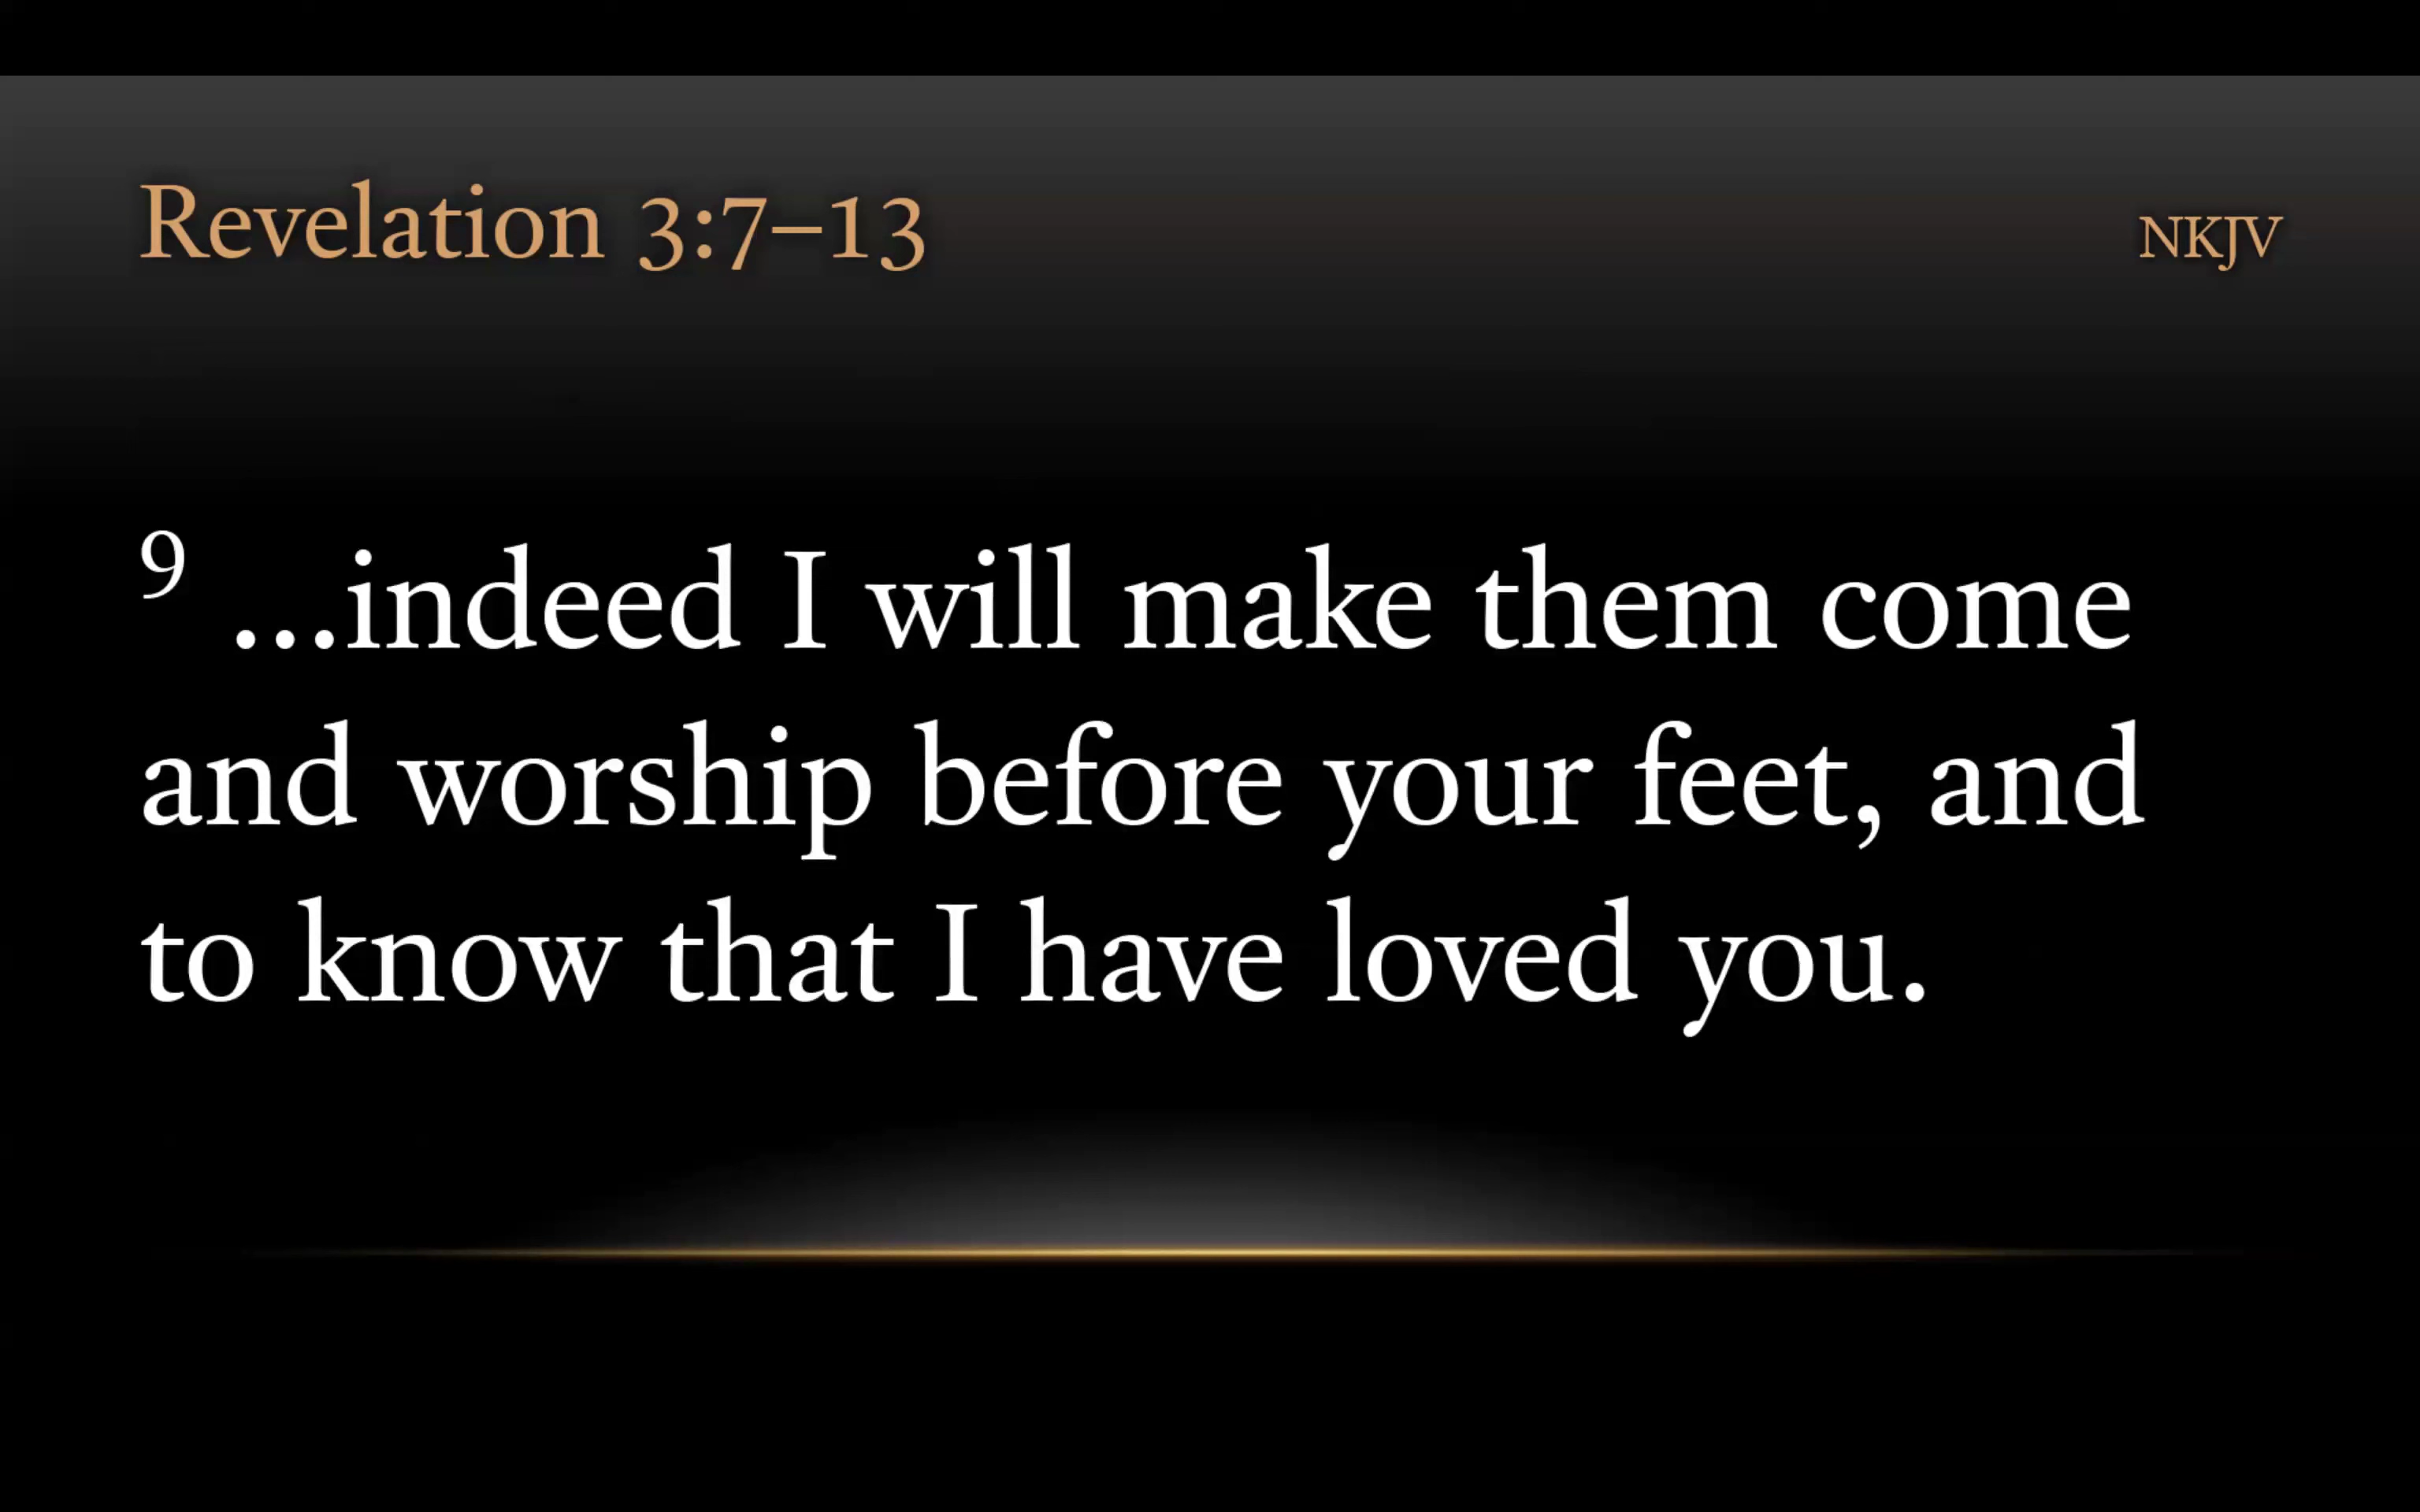 Revelation 3:7–13
NKJV
9 ...indeed I will make them come
and worship before your feet, and
to know that I have loved you.